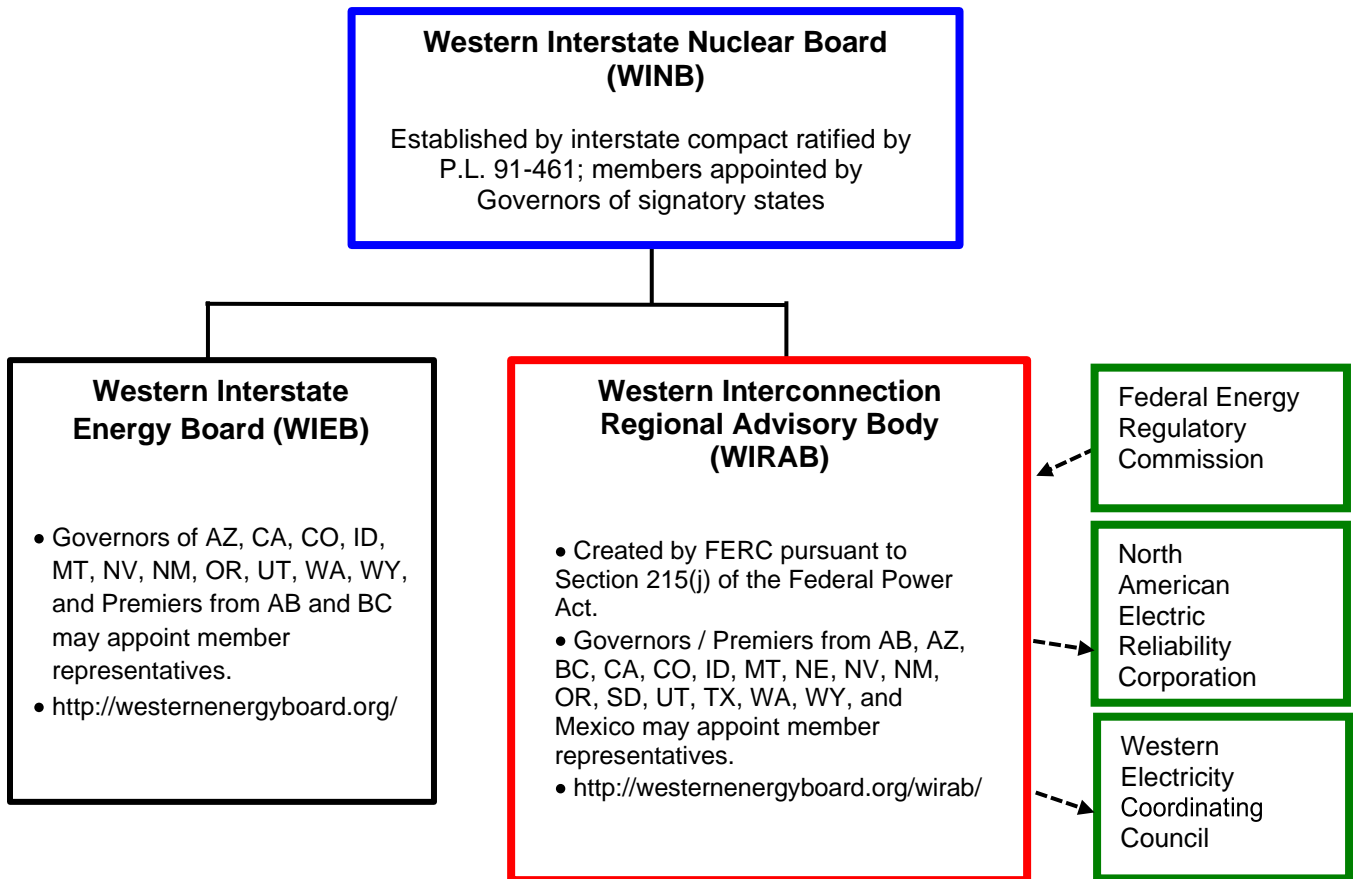 Western Interstate Nuclear Board
(WINB)
Established by interstate compact ratified by
P.L. 91-461; members appointed by
Governors of signatory states
Western Interstate
Energy Board (WIEB)
• Governors of AZ, CA, CO, ID,
MT, NV, NM, OR, UT, WA, WY,
and Premiers from AB and BC
may appoint member
representatives.
• http://westernenergyboard.org/
Western Interconnection
Regional Advisory Body
(WIRAB)
• Created by FERC pursuant to
Section 215(j) of the Federal Power
Act.
• Governors / Premiers from AB, AZ,
BC, CA, CO, ID, MT, NE, NV, NM,
OR, SD, UT, TX, WA, WY, and
Mexico may appoint member
representatives.
• http://westernenergyboard.org/wirab/
Federal Energy
Regulatory
Commission
North
American
Electric
Reliability
Corporation
Western
Electricity
Coordinating
Council